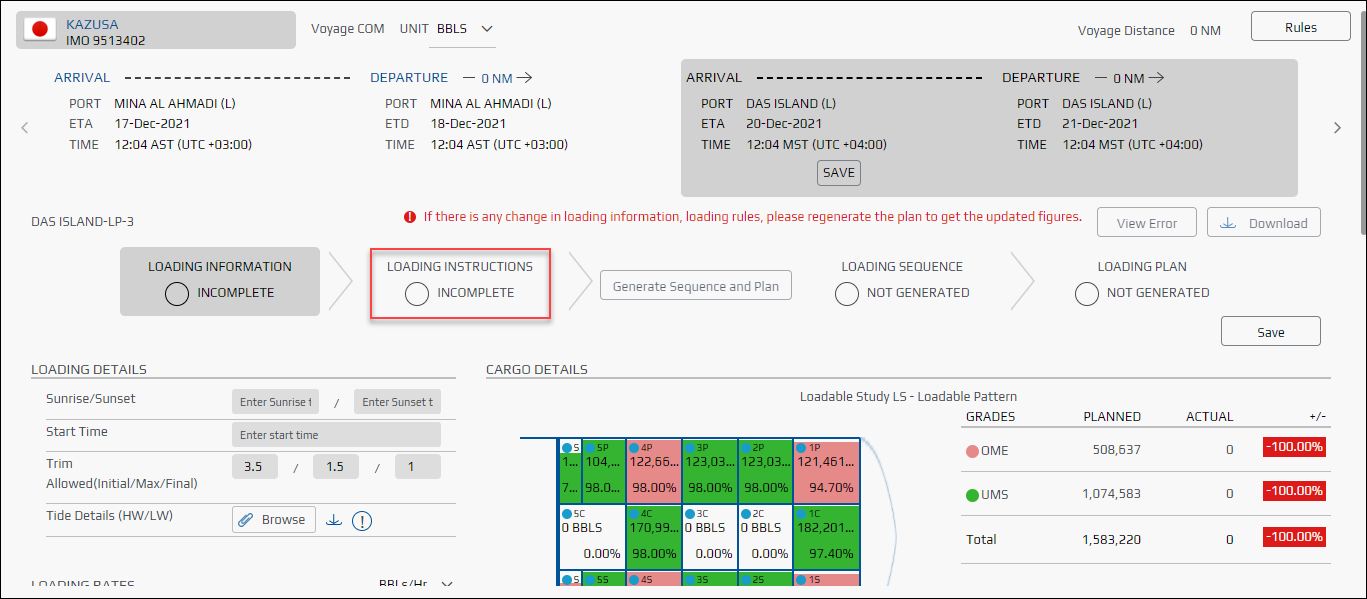 KAZUSA
IMO 9513402
Voyage COM UNIT BBLS
Voyage Distance 0 NM
Rules
ARRIVAL DEPARTURE 0 NM
PORT MINA AL AHMADI (L) PORT MINA AL AHMADI (L)
ETA 17-Dec-2021 ETD 18-Dec-2021
TIME 12:04 AST (UTC +03:00) TIME 12:04 AST (UTC +03:00)
ARRIVAL DEPARTURE 0 NM
PORT DAS ISLAND (L) PORT DAS ISLAND (L)
ETA 20-Dec-2021 ETD 21-Dec-2021
TIME 12:04 MST (UTC +04:00) TIME 12:04 MST (UTC +04:00)
SAVE
DAS ISLAND-LP-3
If there is any change in loading information, loading rules, please regenerate the plan to get the updated figures.
View Error
Download
LOADING INFORMATION
INCOMPLETE
LOADING INSTRUCTIONS
INCOMPLETE
Generate Sequence and Plan
LOADING SEQUENCE
NOT GENERATED
LOADING PLAN
NOT GENERATED
Save
LOADING DETAILS
Sunrise/Sunset Enter Sunrise t / Enter Sunset t
Start Time Enter start time
Trim 3.5 / 1.5 / 1
Allowed(Initial/Max/Final)
Tide Details (HW/LW) Browse
LOADING RATES BBLs/Hr
CARGO DETAILS
Loadable Study LS - Loadable Pattern
S 5P 4P 3P 2P 1P
1... 104,... 122,66... 123,03... 123,03... 121,461...
7... 98.0... 98.00% 98.00% 98.00% 94.70%
5C 4C 3C 2C 1C
0 BBLS 170,99... 0 BBLS 0 BBLS 182,201...
0.00% 98.00% 0.00% 0.00% 97.40%
S 5S 4S 3S 2S 1S
GRADES PLANNED ACTUAL +/-
OME 508,637 0 -100.00%
UMS 1,074,583 0 -100.00%
Total 1,583,220 0 -100.00%